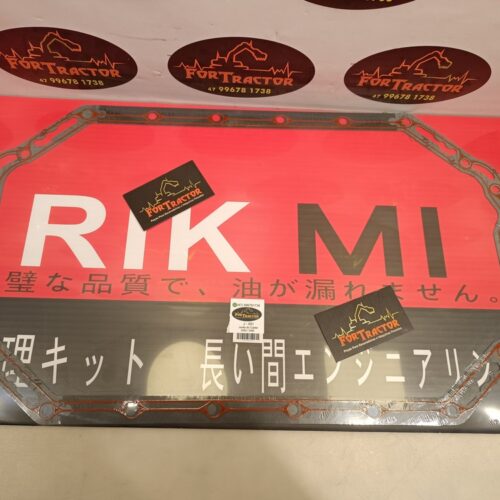 FORTRACTOR
47 99678 1738
FORTRACTOR
47 99678 1738
FORTRACTOR
47 99678 1738
FORTRACTOR
RIK MI
璧な品質で、油が漏れません。
FORTRACTOR
理キット 長い間エンジニアリン